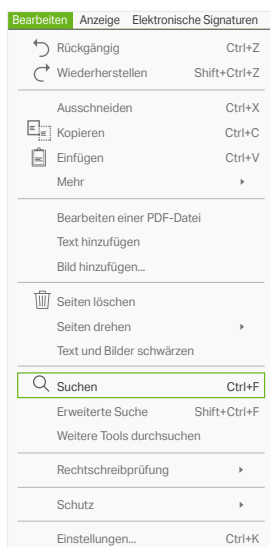 Bearbeiten Anzeige Elektronische Signaturen
Rückgängig Ctrl+Z
Wiederherstellen Shift+Ctrl+Z
Ausschneiden Ctrl+X
Kopieren Ctrl+C
Einfügen Ctrl+V
Mehr
Bearbeiten einer PDF-Datei
Text hinzufügen
Bild hinzufügen...
Seiten löschen
Seiten drehen
Text und Bilder schwärzen
Suchen Ctrl+F
Erweiterte Suche Shift+Ctrl+F
Weitere Tools durchsuchen
Rechtschreibprüfung
Schutz
Einstellungen... Ctrl+K